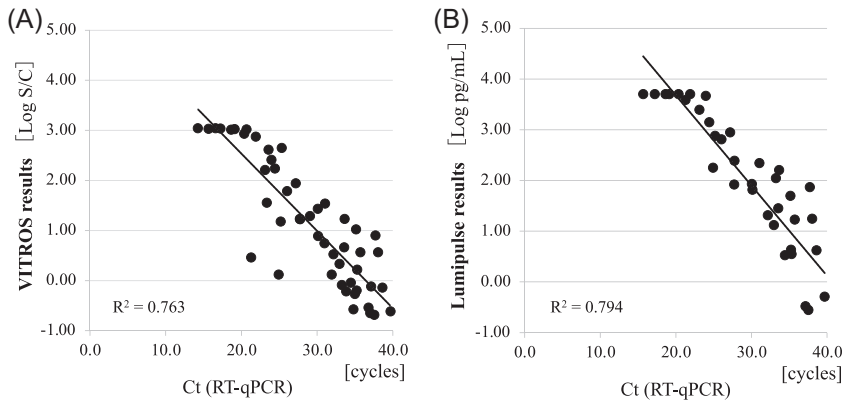 (A)
VITROS results [Log S/C]
5.00
4.00
3.00
2.00
1.00
0.00
-1.00
R² = 0.763
0.0
10.0
20.0
30.0
40.0
[cycles]
Ct (RT-qPCR)
(B)
Lumipulse results [Log pg/mL]
5.00
4.00
3.00
2.00
1.00
0.00
-1.00
R² = 0.794
0.0
10.0
20.0
30.0
40.0
[cycles]
Ct (RT-qPCR)